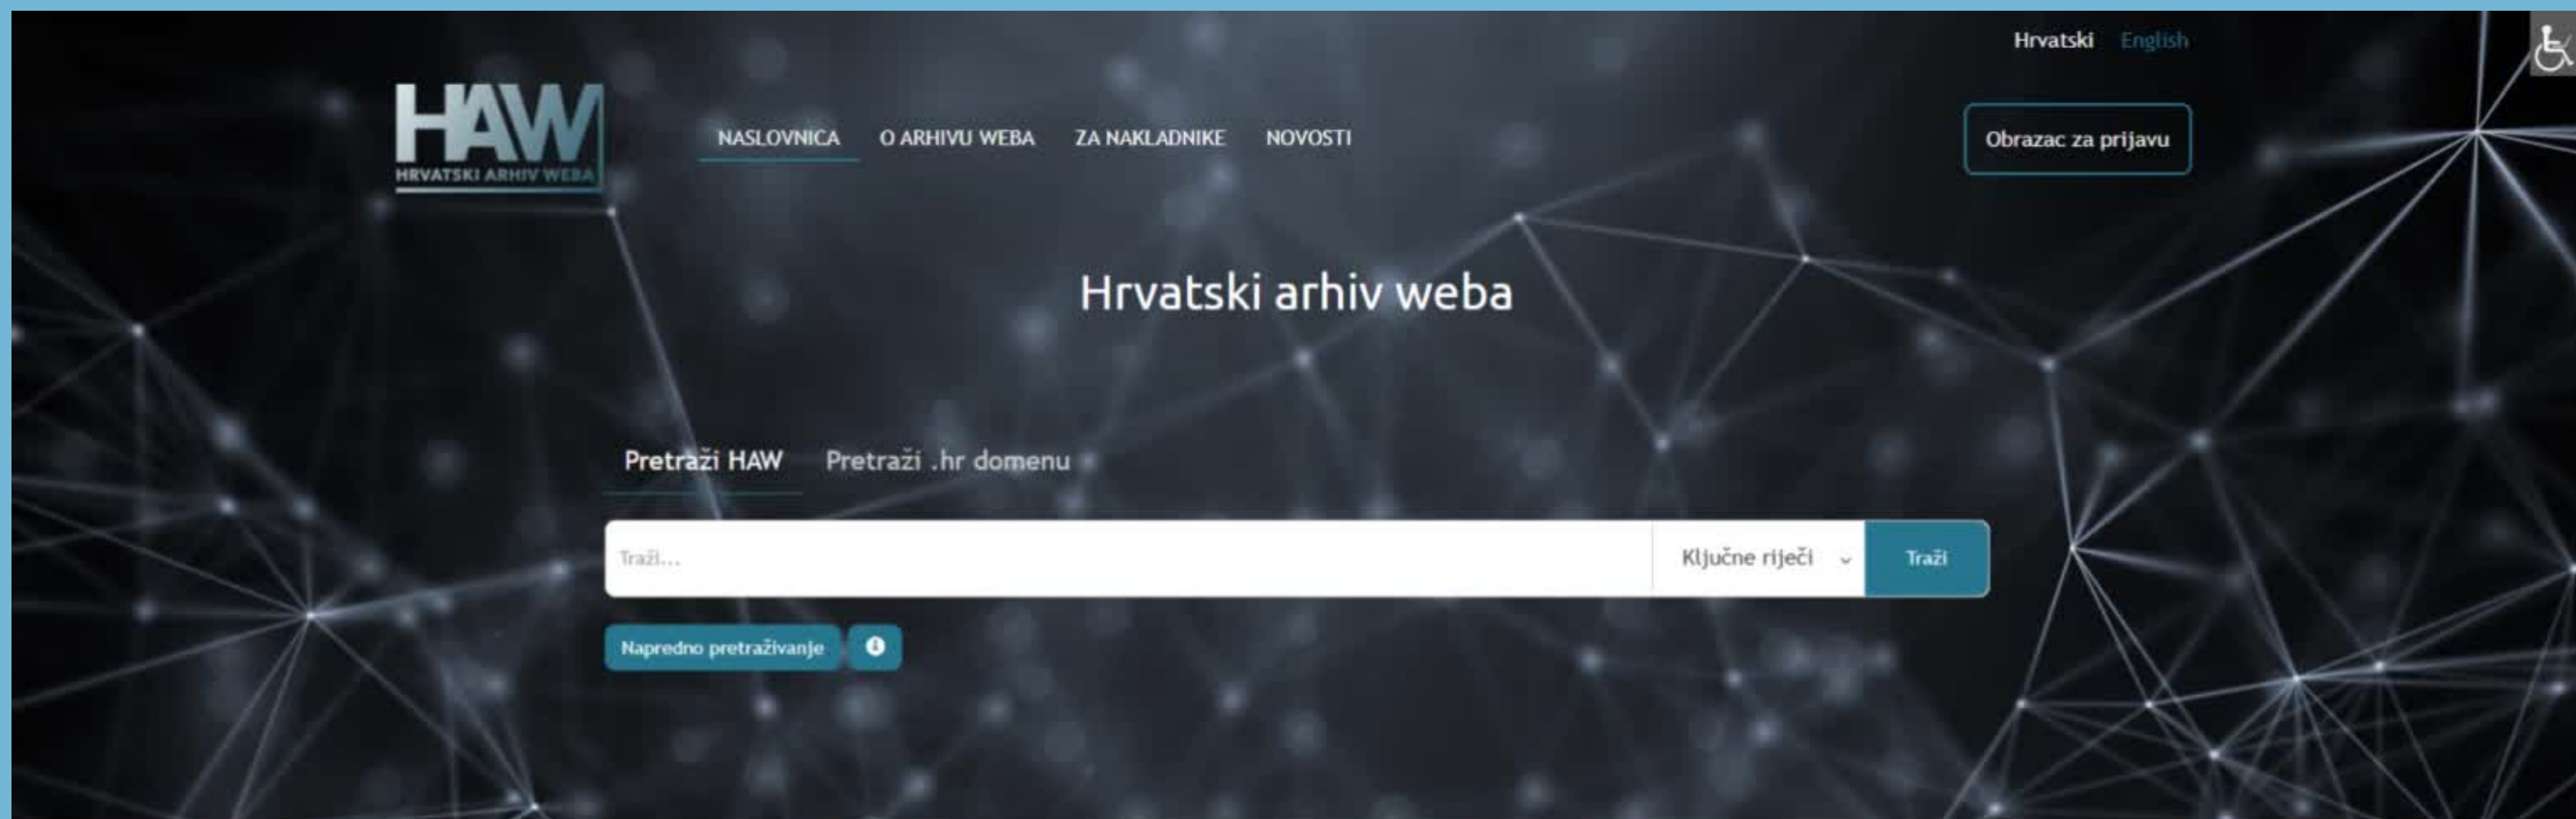 Hrvatski English
HAW
HRVATSKI ARHIV WEBA
NASLOVNICA O ARHIVU WEBA ZA NAKLADNIKE NOVOSTI
Obrazac za prijavu
Hrvatski arhiv weba
Pretraži HAW Pretraži .hr domenu
Traži... Ključne riječi Traži
Napredno pretraživanje